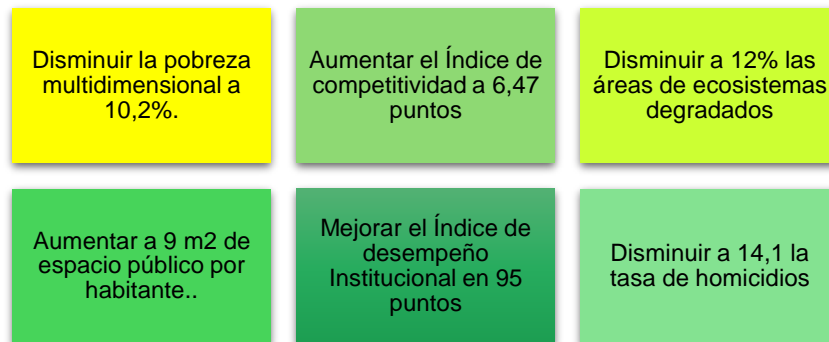 Disminuir la pobreza
multidimensional a
10,2%.
Aumentar el Índice de
competitividad a 6,47
puntos
Disminuir a 12% las
áreas de ecosistemas
degradados
Aumentar a 9 m2 de
espacio público por
habitante..
Mejorar el Índice de
desempeño
Institucional en 95
puntos
Disminuir a 14,1 la
tasa de homicidios